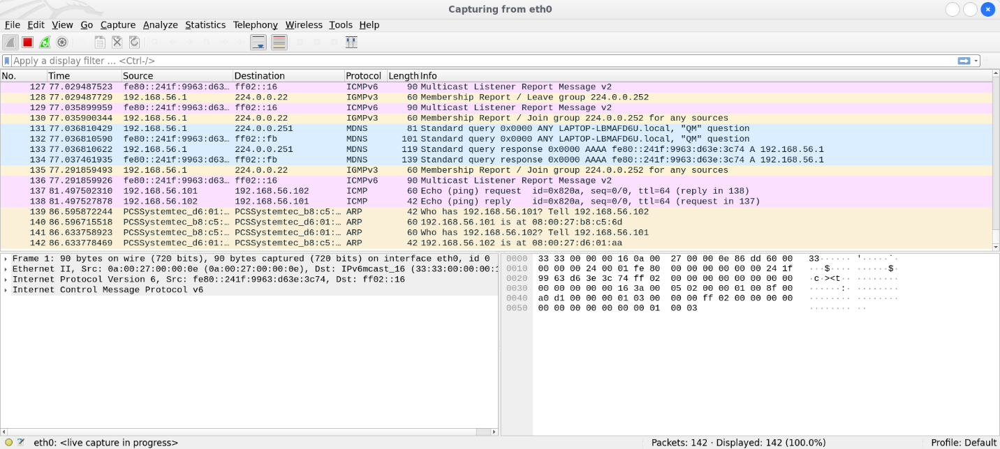 Capturing from eth0
File Edit View Go Capture Analyze Statistics Telephony Wireless Tools Help
Apply a display filter … <Ctrl-/>
No. Time Source Destination Protocol Length Info
127 77.029487523 fe80::241f:9963:d63… ff02::16 ICMPv6 90 Multicast Listener Report Message v2
128 77.029487729 192.168.56.1 224.0.0.22 IGMPv3 60 Membership Report / Leave group 224.0.0.252
129 77.035899959 fe80::241f:9963:d63… ff02::16 ICMPv6 90 Multicast Listener Report Message v2
130 77.035900344 192.168.56.1 224.0.0.22 IGMPv3 60 Membership Report / Join group 224.0.0.252 for any sources
131 77.036810429 192.168.56.1 224.0.0.251 MDNS 81 Standard query 0x0000 ANY LAPTOP-LBMAFD6U.local, "QM" question
132 77.036810590 fe80::241f:9963:d63… ff02::fb MDNS 101 Standard query 0x0000 ANY LAPTOP-LBMAFD6U.local, "QM" question
133 77.036810622 192.168.56.1 224.0.0.251 MDNS 119 Standard query response 0x0000 AAAA fe80::241f:9963:d63e:3c74 A 192.168.56.1
134 77.037461935 fe80::241f:9963:d63… ff02::fb MDNS 139 Standard query response 0x0000 AAAA fe80::241f:9963:d63e:3c74 A 192.168.56.1
135 77.291859493 192.168.56.1 224.0.0.22 IGMPv3 60 Membership Report / Join group 224.0.0.252 for any sources
136 77.291859926 fe80::241f:9963:d63… ff02::16 ICMPv6 90 Multicast Listener Report Message v2
137 81.497502310 192.168.56.101 192.168.56.102 ICMP 60 Echo (ping) request id=0x820a, seq=0/0, ttl=64 (reply in 138)
138 81.497527878 192.168.56.102 192.168.56.101 ICMP 42 Echo (ping) reply id=0x820a, seq=0/0, ttl=64 (request in 137)
139 86.595872244 PCSSystemtec_d6:01:… PCSSystemtec_b8:c5:… ARP 42 Who has 192.168.56.101? Tell 192.168.56.102
140 86.596715518 PCSSystemtec_b8:c5:… PCSSystemtec_d6:01:… ARP 60 192.168.56.101 is at 08:00:27:b8:c5:6d
141 86.633758923 PCSSystemtec_b8:c5:… PCSSystemtec_d6:01:… ARP 60 Who has 192.168.56.102? Tell 192.168.56.101
142 86.633778469 PCSSystemtec_d6:01:… PCSSystemtec_b8:c5:… ARP 42 192.168.56.102 is at 08:00:27:d6:01:aa
Frame 1: 90 bytes on wire (720 bits), 90 bytes captured (720 bits) on interface eth0, id 0
Ethernet II, Src: 0a:00:27:00:00:0e (0a:00:27:00:00:0e), Dst: IPv6mcast_16 (33:33:00:00:00:1
Internet Protocol Version 6, Src: fe80::241f:9963:d63e:3c74, Dst: ff02::16
Internet Control Message Protocol v6
0000 33 33 00 00 00 16 0a 00 27 00 00 0e 86 dd 60 00 33······ '·····`·
0010 00 00 00 24 00 01 fe 80 00 00 00 00 00 00 24 1f ···$···· ······$·
0020 99 63 d6 3e 3c 74 ff 02 00 00 00 00 00 00 00 00 ·c·><t·· ········
0030 00 00 00 00 00 16 3a 00 05 02 00 00 01 00 8f 00 ······:· ········
0040 a0 d1 00 00 00 01 03 00 00 00 ff 02 00 00 00 00 ········ ········
0050 00 00 00 00 00 00 00 01 00 03 ········ ··
eth0: <live capture in progress>
Packets: 142 · Displayed: 142 (100.0%)
Profile: Default